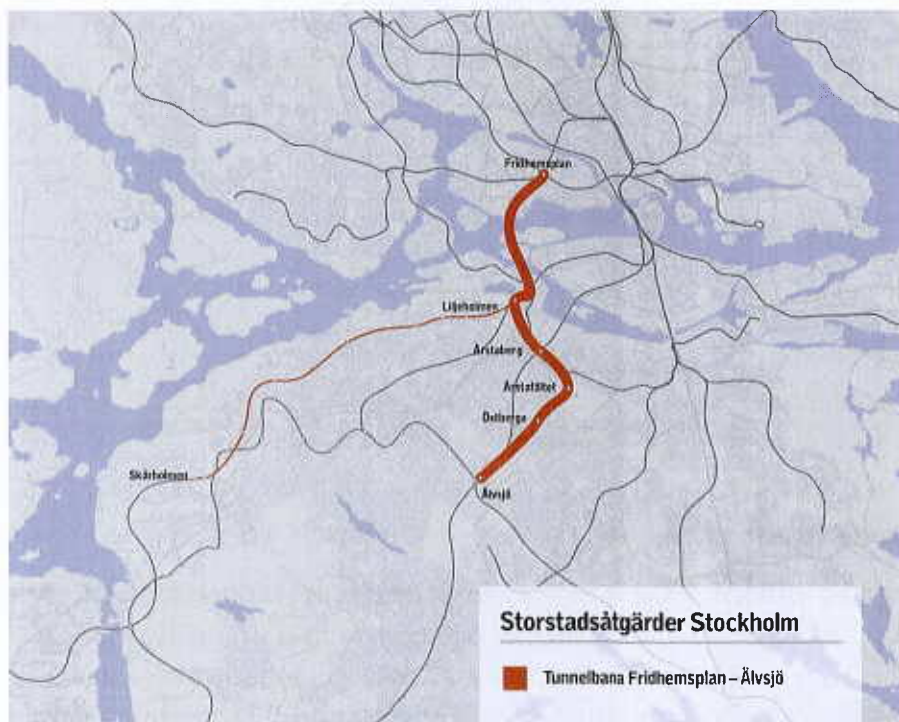 Fridhemsplan
Liljeholmen
Årstaberg
Årstafältet
Östberga
Skärholmen
Älvsjö
Storstadsåtgärder Stockholm
Tunnelbana Fridhemsplan – Älvsjö